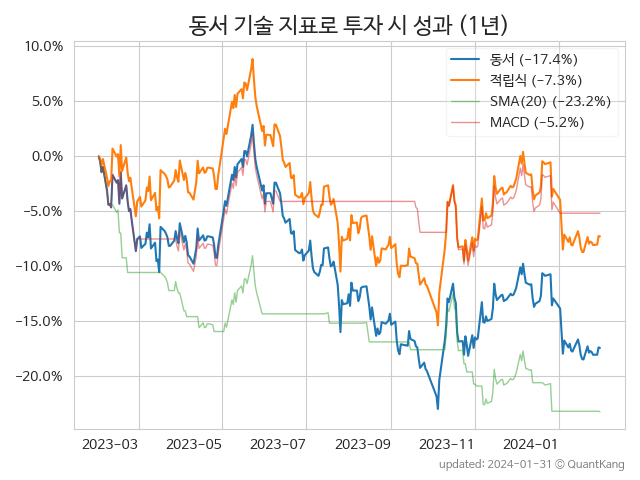 동서 기술 지표로 투자 시 성과 (1년)
10.0%
5.0%
0.0%
−5.0%
−10.0%
−15.0%
−20.0%
동서 (−17.4%)
적립식 (−7.3%)
SMA(20) (−23.2%)
MACD (−5.2%)
2023-03 2023-05 2023-07 2023-09 2023-11 2024-01
updated: 2024-01-31 © QuantKang